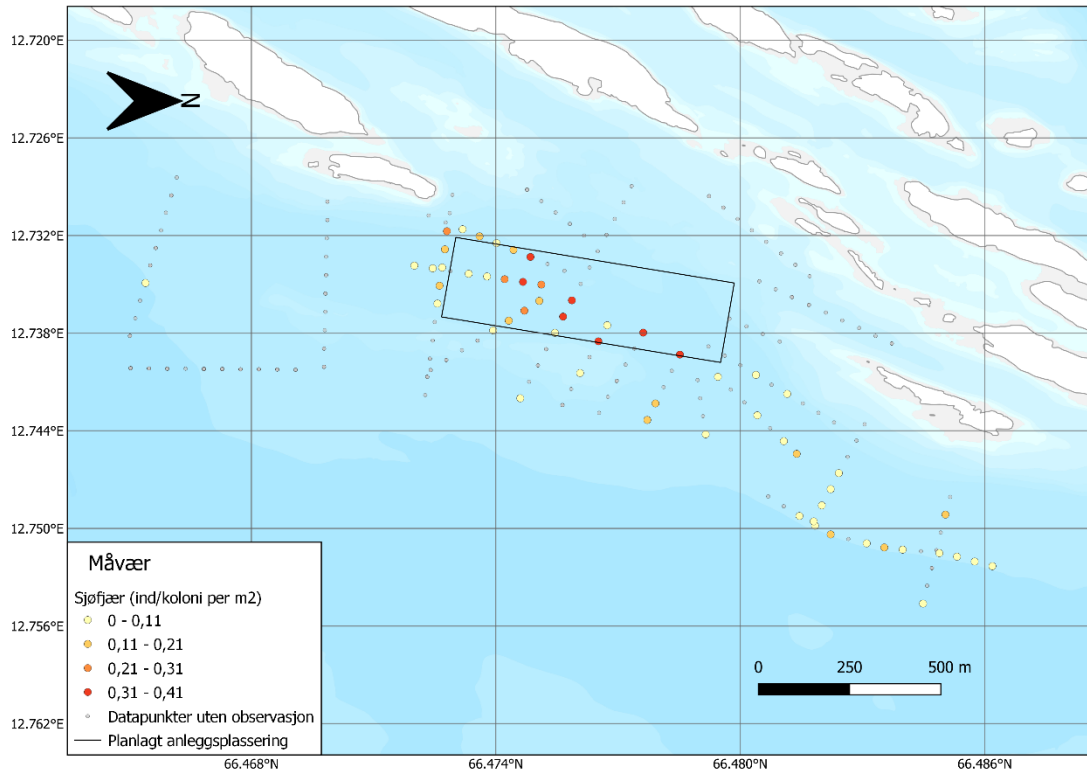 12.720°E
N
12.726°E
12.732°E
12.738°E
12.744°E
12.750°E
12.756°E
12.762°E
Måvær
Sjøfjær (ind/koloni per m2)
0 - 0,11
0,11 - 0,21
0,21 - 0,31
0,31 - 0,41
Datapunkter uten observasjon
Planlagt anleggsplassering
0 250 500 m
66.468°N 66.474°N 66.480°N 66.486°N